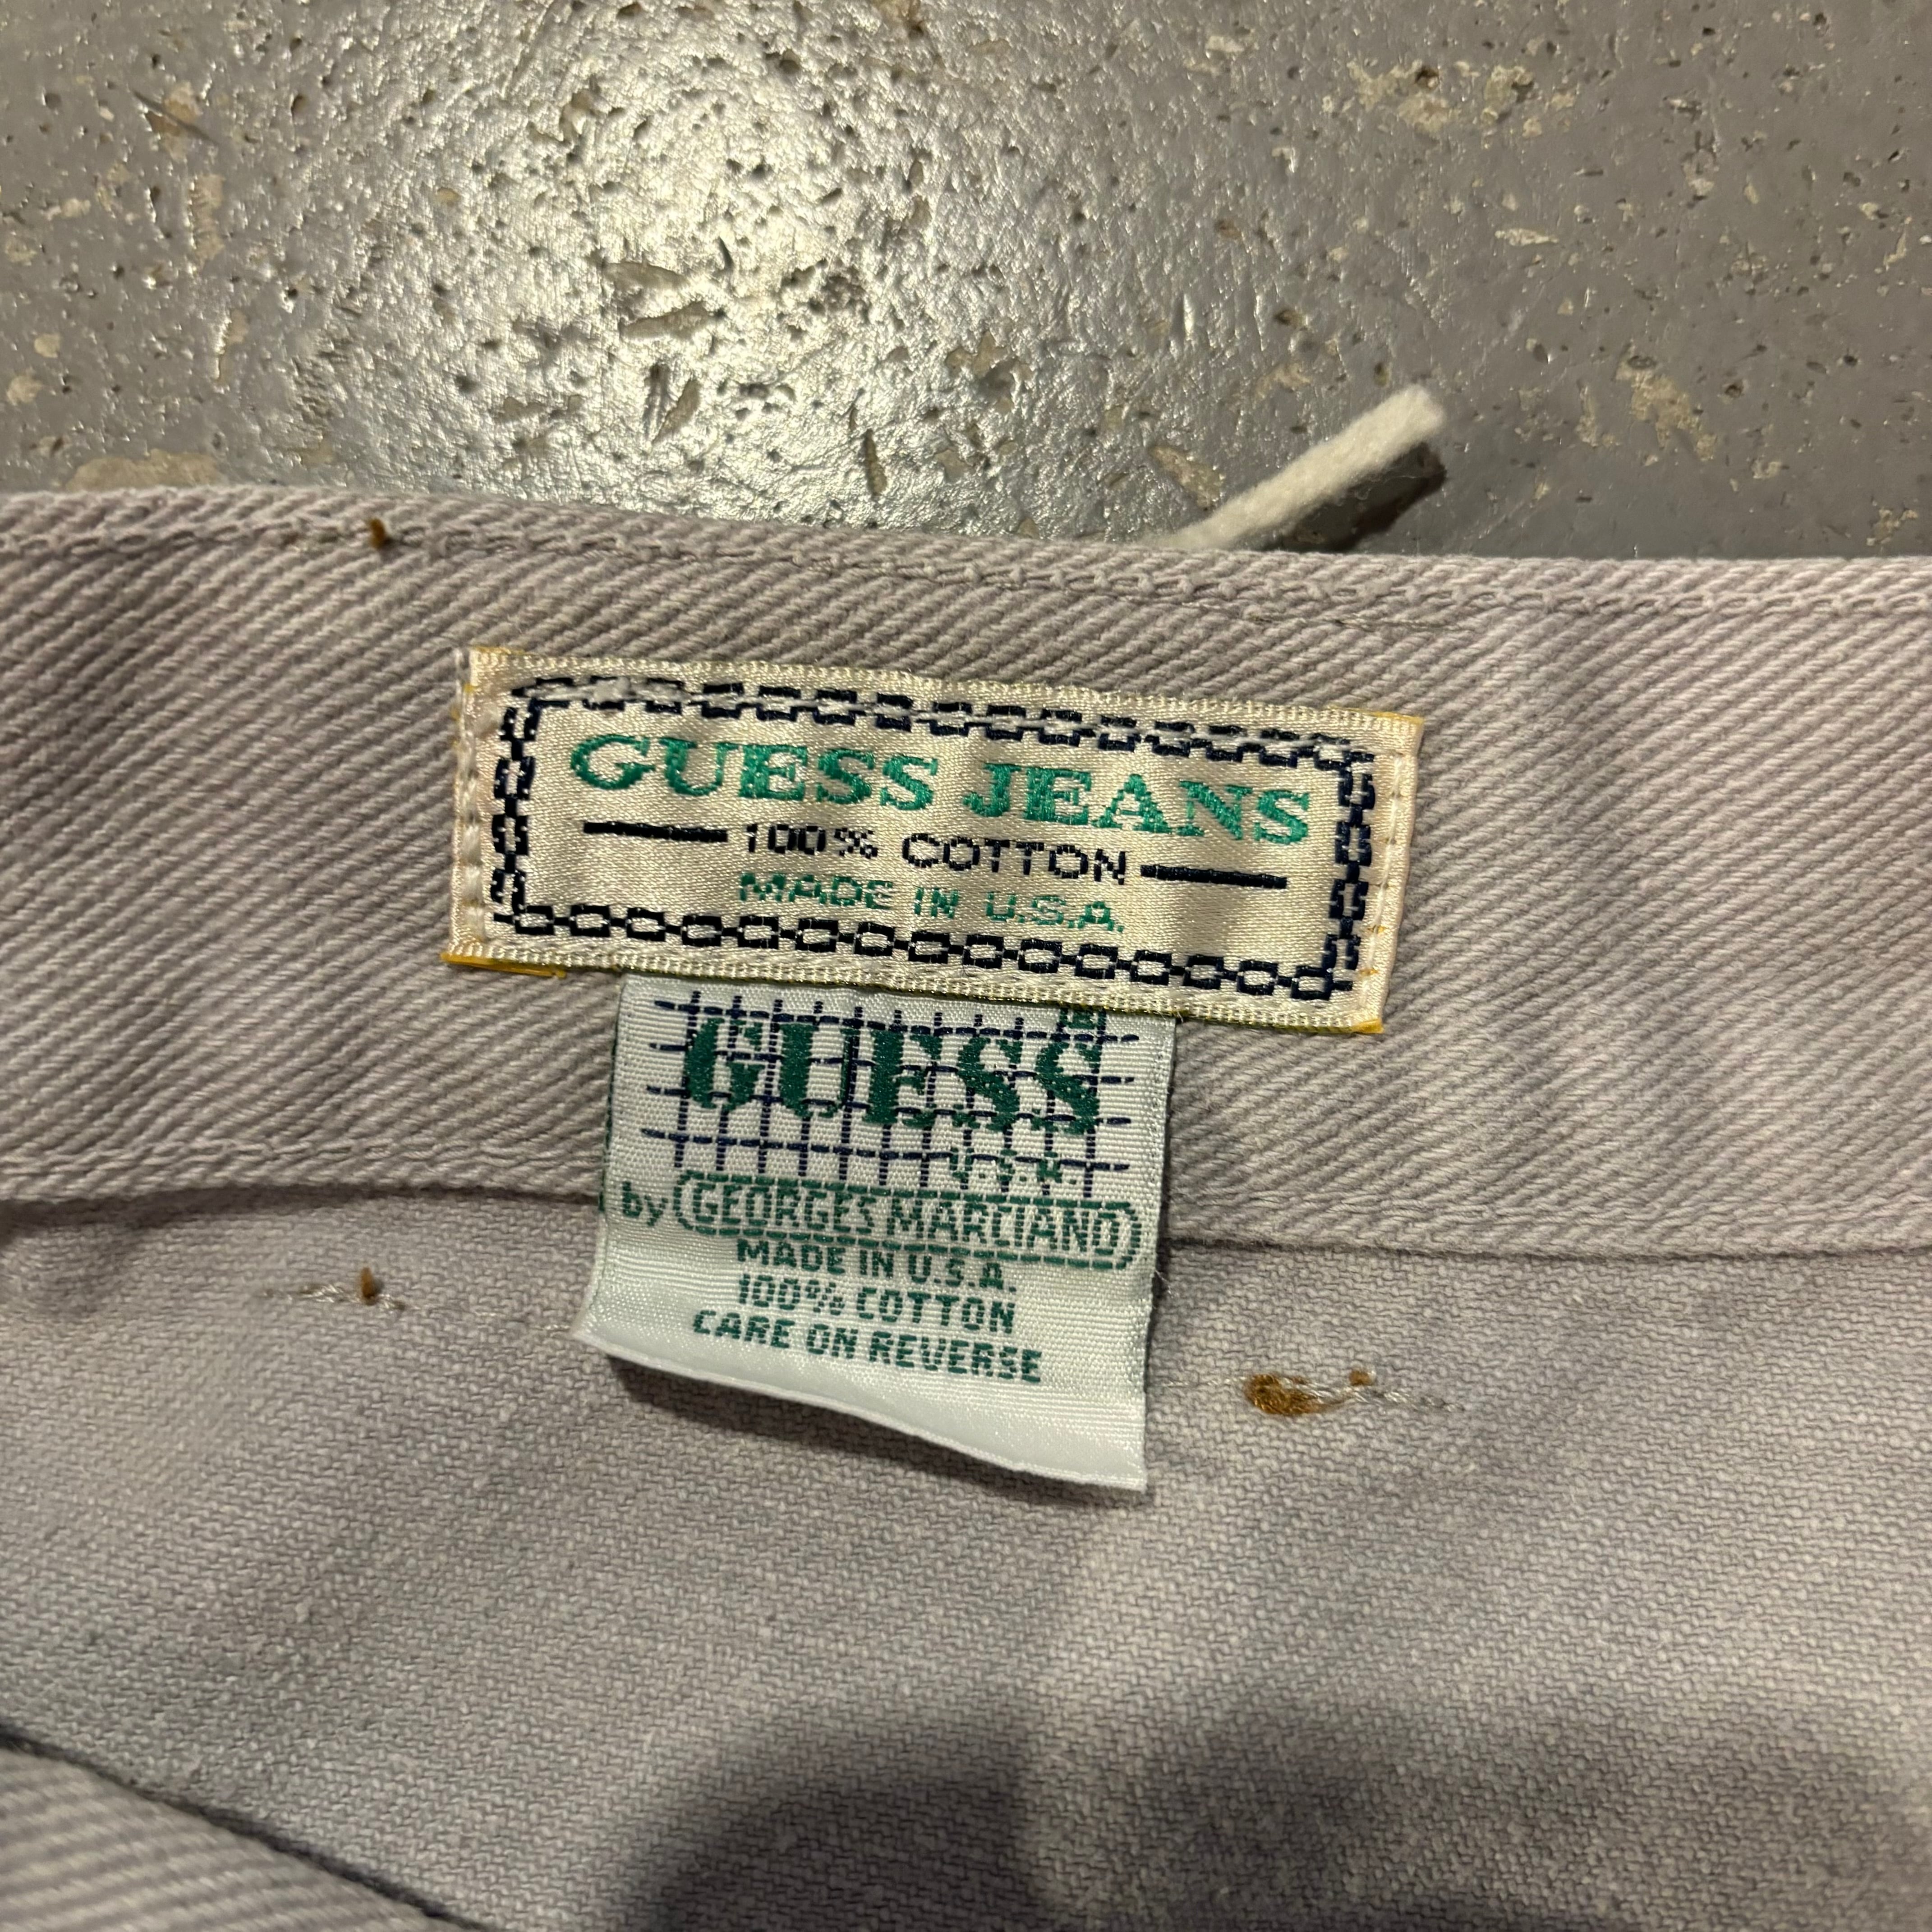 GUESS JEANS
100% COTTON
MADE IN U.S.A.
GUESS
U.S.A.
by GEORGES MARCIANO
MADE IN U.S.A.
100% COTTON
CARE ON REVERSE